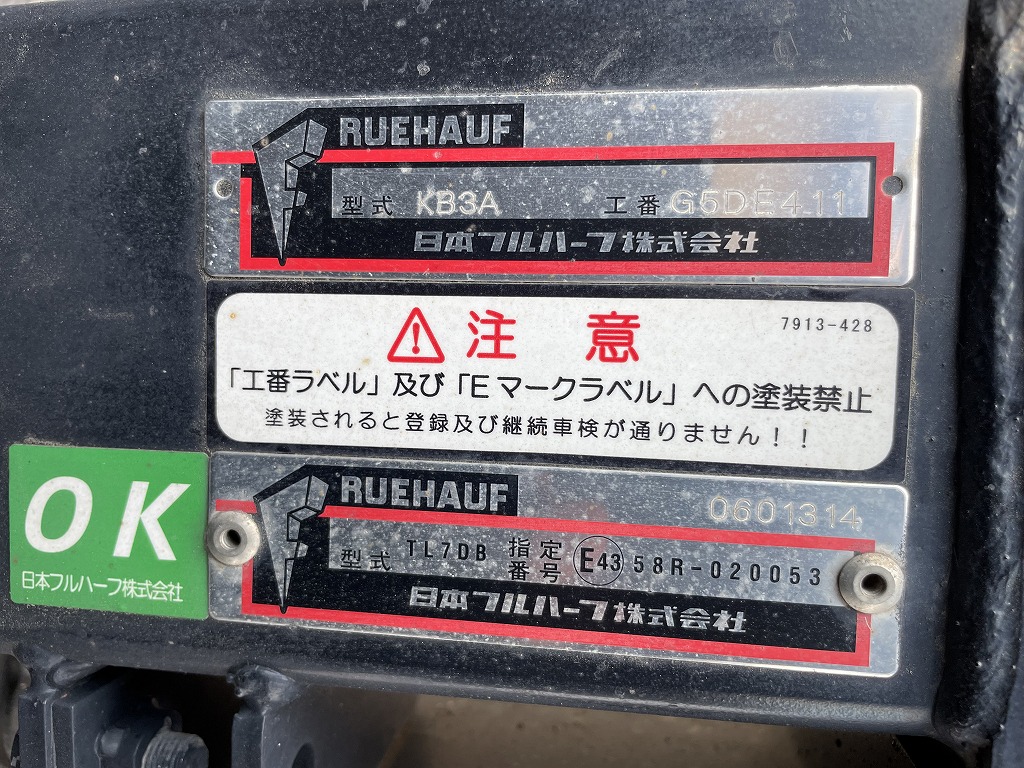 FRUEHAUF
型式 KB3A 工番 G5DE411
日本フルハーフ株式会社
注意
7913-428
「工番ラベル」及び「Eマークラベル」への塗装禁止
塗装されると登録及び継続車検が通りません!!
OK
日本フルハーフ株式会社
FRUEHAUF
0601314
型式 TL7DB 指定番号 E43 58R-020053
日本フルハーフ株式会社